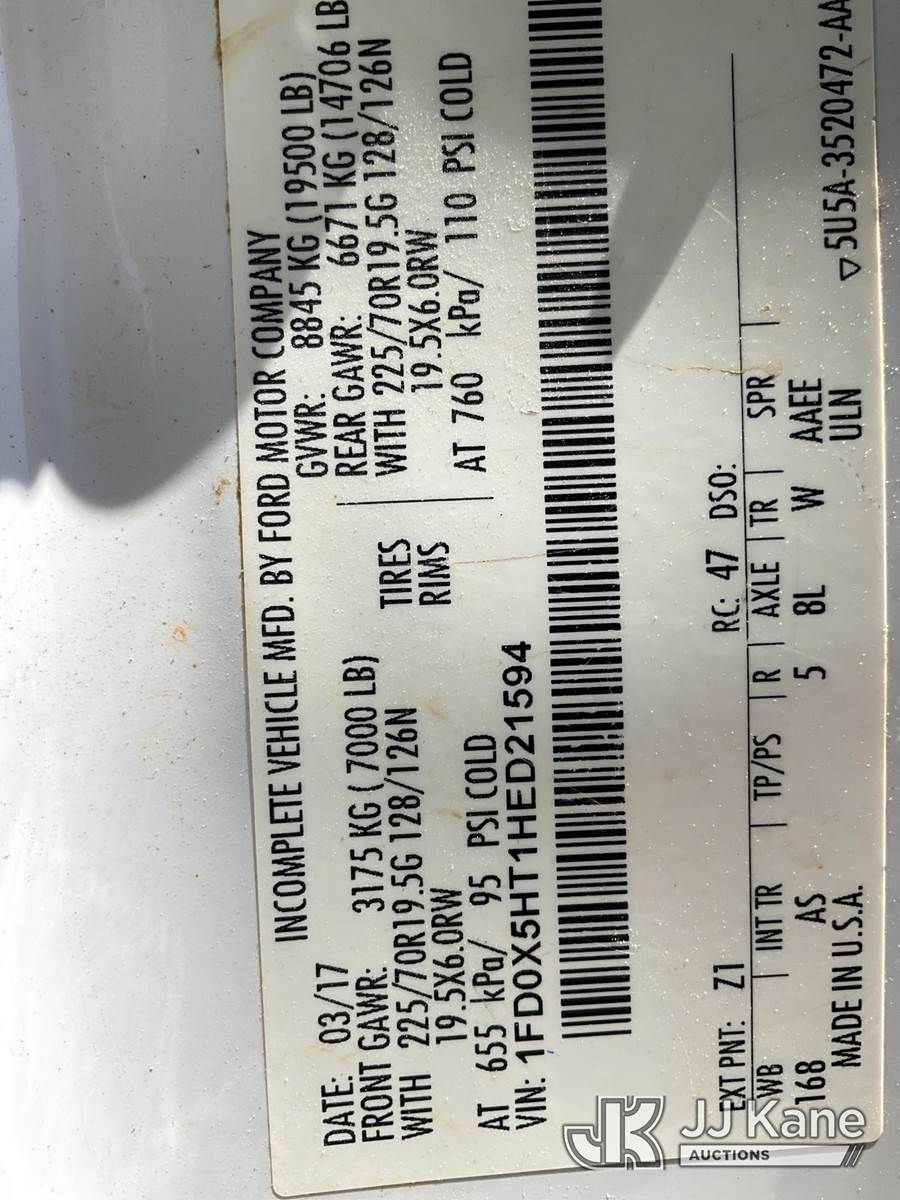 INCOMPLETE VEHICLE MFD. BY FORD MOTOR COMPANY
DATE: 03/17 GVWR: 8845 KG (19500 LB)
FRONT GAWR: 3175 KG ( 7000 LB) REAR GAWR: 6671 KG (14706 LB
WITH 225/70R19.5G 128/126N TIRES WITH 225/70R19.5G 128/126N
19.5X6.0RW RIMS 19.5X6.0RW
AT 655 kPa/ 95 PSI COLD AT 760 kPa/ 110 PSI COLD
VIN: 1FD0X5HT1HED21594
EXT PNT: Z1 RC: 47 DSO:
WB INT TR TP/PS R AXLE TR SPR
168 AS 5 8L W AAEE
MADE IN U.S.A. ULN ▽5U5A-3520472-AA
JK JJ Kane
AUCTIONS